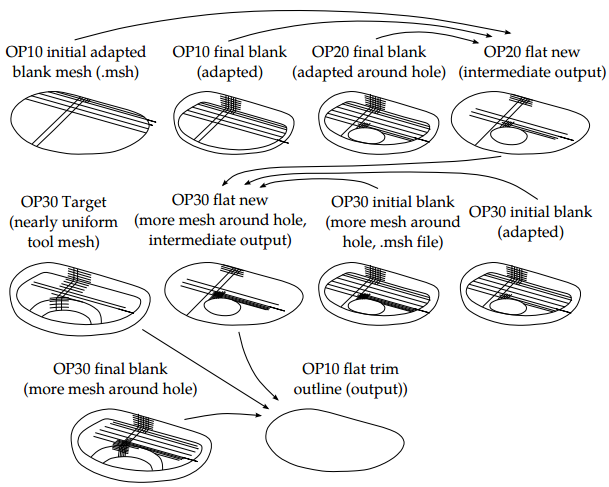 OP10 initial adapted
blank mesh (.msh)
OP10 final blank
(adapted)
OP20 final blank
(adapted around hole)
OP20 flat new
(intermediate output)
OP30 Target
(nearly uniform
tool mesh)
OP30 flat new
(more mesh around hole,
intermediate output)
OP30 initial blank
(more mesh around
hole, .msh file)
OP30 initial blank
(adapted)
OP30 final blank
(more mesh around hole)
OP10 flat trim
outline (output))